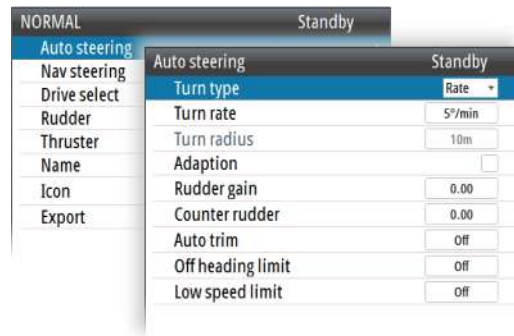 NORMAL Standby
Auto steering
Nav steering
Drive select
Rudder
Thruster
Name
Icon
Export
Auto steering Standby
Turn type Rate
Turn rate 5°/min
Turn radius 10m
Adaption
Rudder gain 0.00
Counter rudder 0.00
Auto trim Off
Off heading limit Off
Low speed limit Off